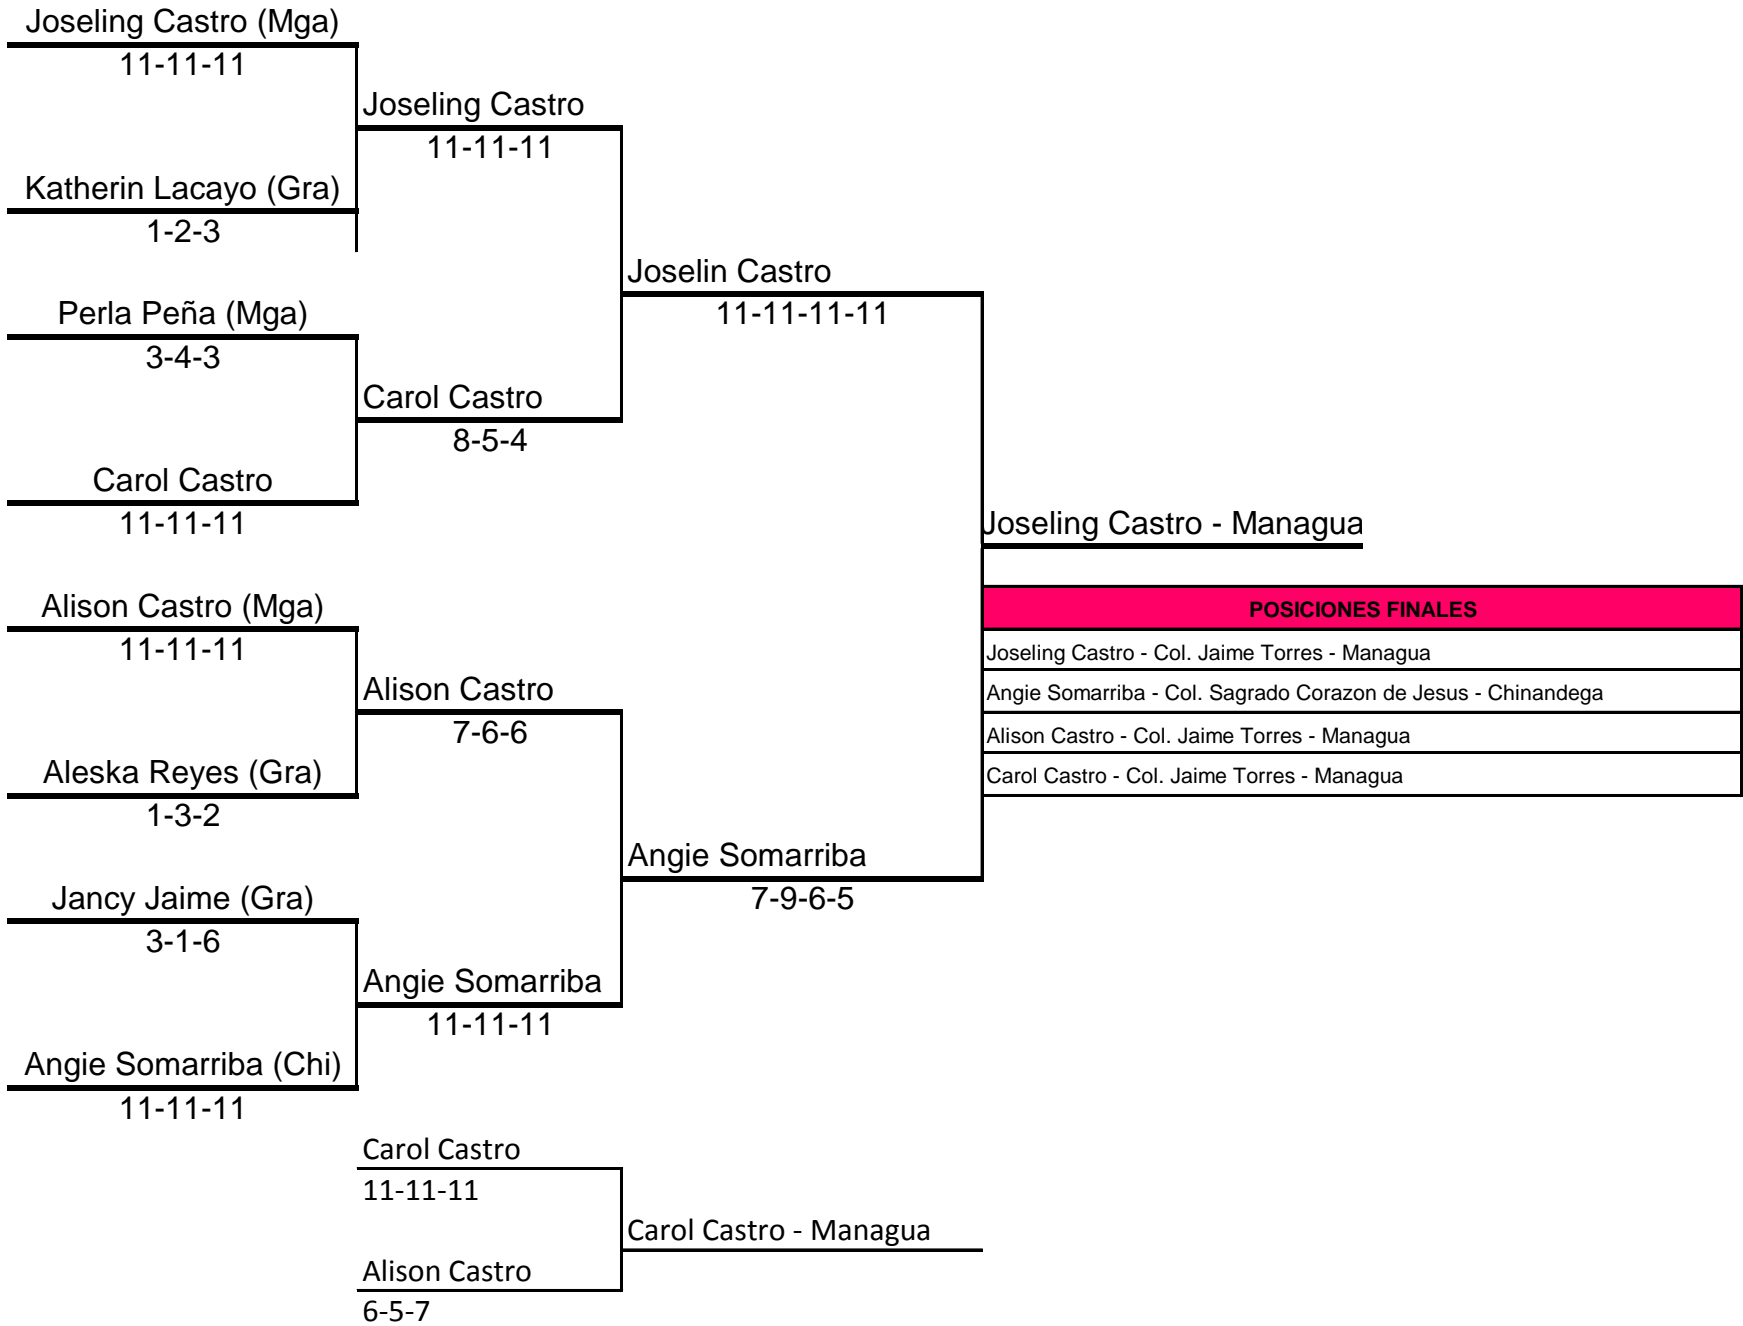 Joseling Castro (Mga)
11-11-11
Joseling Castro
11-11-11
Katherin Lacayo (Gra)
1-2-3
Joselin Castro
11-11-11-11
Perla Peña (Mga)
3-4-3
Carol Castro
8-5-4
Carol Castro
11-11-11
Joseling Castro - Managua
Alison Castro (Mga)
11-11-11
Alison Castro
7-6-6
Aleska Reyes (Gra)
1-3-2
POSICIONES FINALES
Joseling Castro - Col. Jaime Torres - Managua
Angie Somarriba - Col. Sagrado Corazon de Jesus - Chinandega
Alison Castro - Col. Jaime Torres - Managua
Carol Castro - Col. Jaime Torres - Managua
Angie Somarriba
7-9-6-5
Jancy Jaime (Gra)
3-1-6
Angie Somarriba
11-11-11
Angie Somarriba (Chi)
11-11-11
Carol Castro
11-11-11
Carol Castro - Managua
Alison Castro
6-5-7